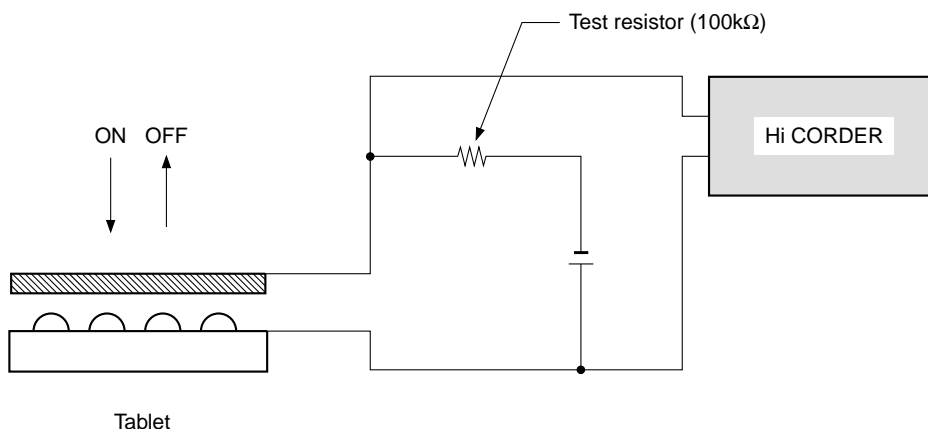 Test resistor (100kΩ)
ON OFF
Hi CORDER
Tablet